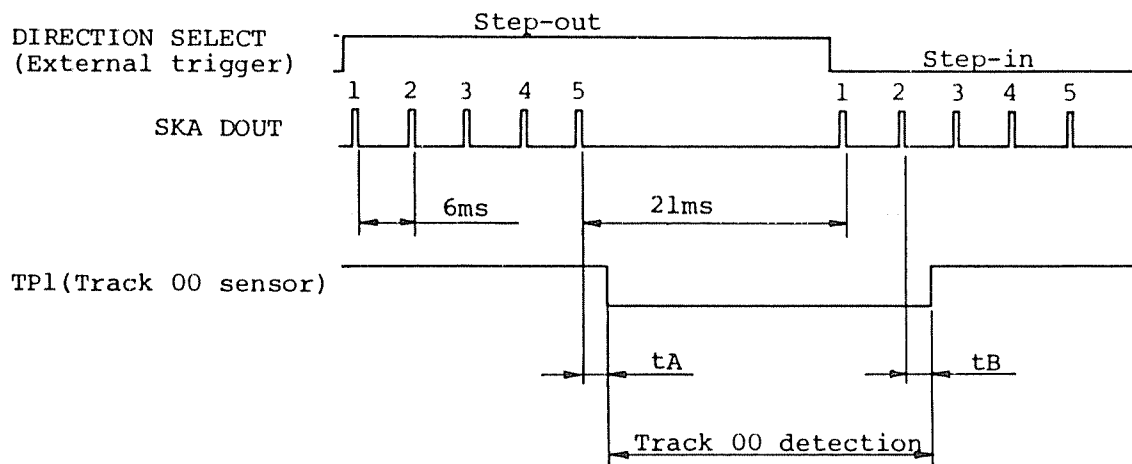 Step-out
DIRECTION SELECT
(External trigger)
Step-in
1 2 3 4 5 1 2 3 4 5
SKA DOUT
6ms 21ms
TP1(Track 00 sensor)
tA tB
Track 00 detection